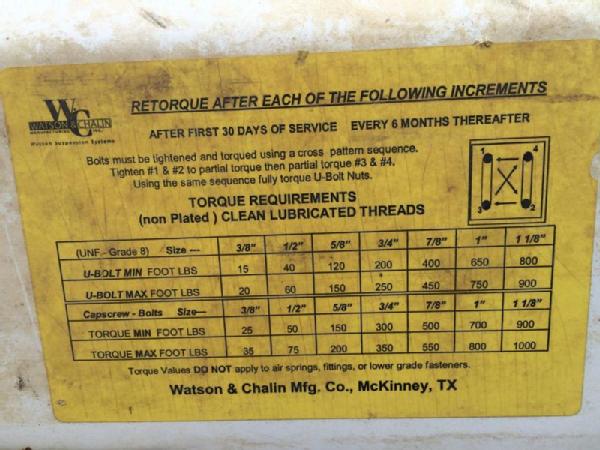 WC
WATSON & CHALIN
MANUFACTURING INC.
Watson Suspension Systems
RETORQUE AFTER EACH OF THE FOLLOWING INCREMENTS
AFTER FIRST 30 DAYS OF SERVICE EVERY 6 MONTHS THEREAFTER
Bolts must be tightened and torqued using a cross pattern sequence.
Tighten #1 & #2 to partial torque then partial torque #3 & #4.
Using the same sequence fully torque U-Bolt Nuts.
1 4
3 2
TORQUE REQUIREMENTS
(non Plated ) CLEAN LUBRICATED THREADS
(UNF - Grade 8) Size --- 3/8" 1/2" 5/8" 3/4" 7/8" 1" 1 1/8"
U-BOLT MIN FOOT LBS 15 40 120 200 400 650 800
U-BOLT MAX FOOT LBS 20 60 150 250 450 750 900
Capscrew - Bolts Size--- 3/8" 1/2" 5/8" 3/4" 7/8" 1" 1 1/8"
TORQUE MIN FOOT LBS 25 50 150 300 500 700 900
TORQUE MAX FOOT LBS 35 75 200 350 550 800 1000
Torque Values DO NOT apply to air springs, fittings, or lower grade fasteners.
Watson & Chalin Mfg. Co., McKinney, TX